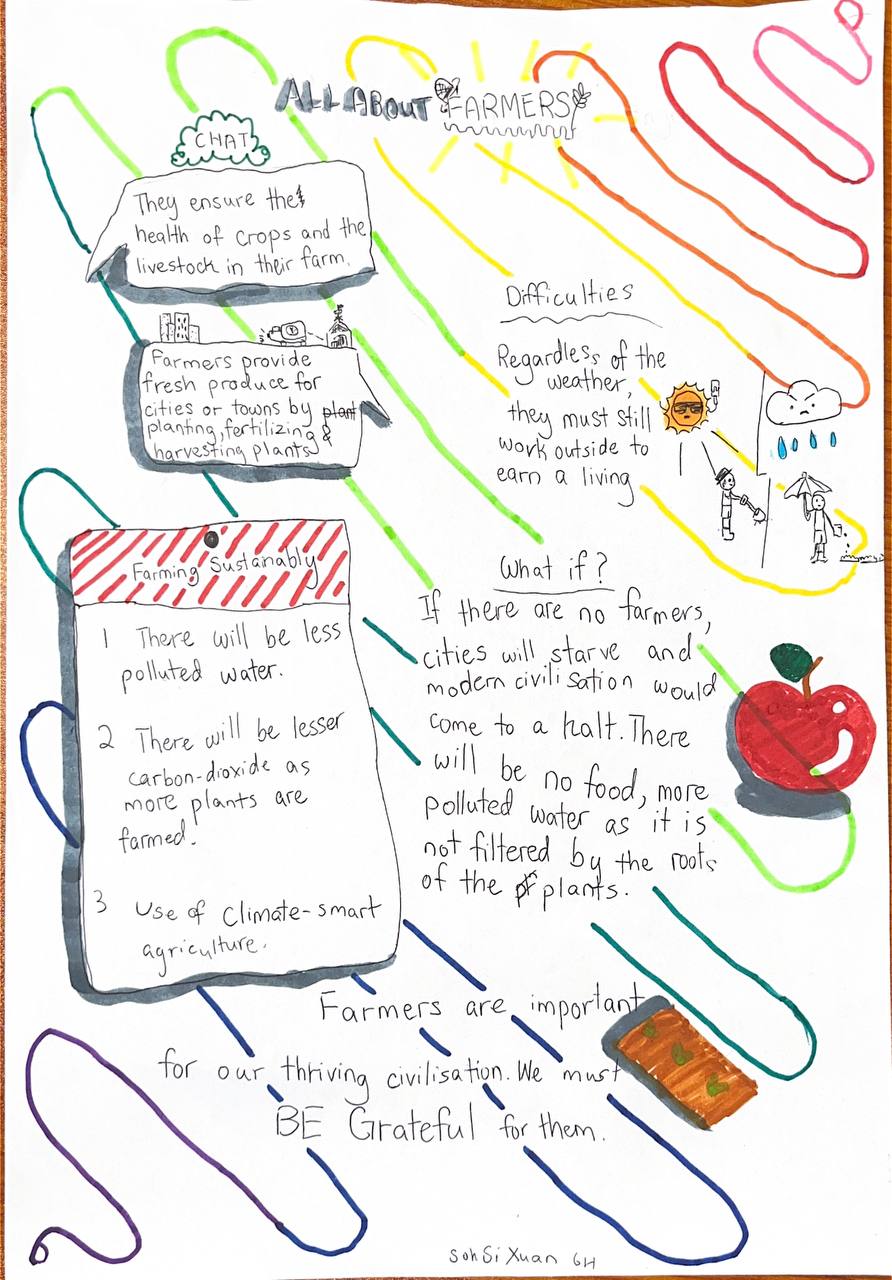 ALL ABOUT FARMERS
CHAT
They ensure the
health of crops and the
livestock in their farm.
Farmers provide
fresh produce for
cities or towns by plant
planting, fertilizing &
harvesting plants
Farming Sustainably
1 There will be less
polluted water.
2 There will be lesser
carbon-dioxide as
more plants are
farmed.
3 Use of Climate-smart
agriculture.
Difficulties
Regardless of the
weather,
they must still
work outside to
earn a living
What if?
If there are no farmers,
cities will starve and
modern civilisation would
come to a halt. There
will be no food, more
polluted water as it is
not filtered by the roots
of the plants.
Farmers are important
for our thriving civilisation. We must
BE Grateful for them.
Soh Si Xuan 6H